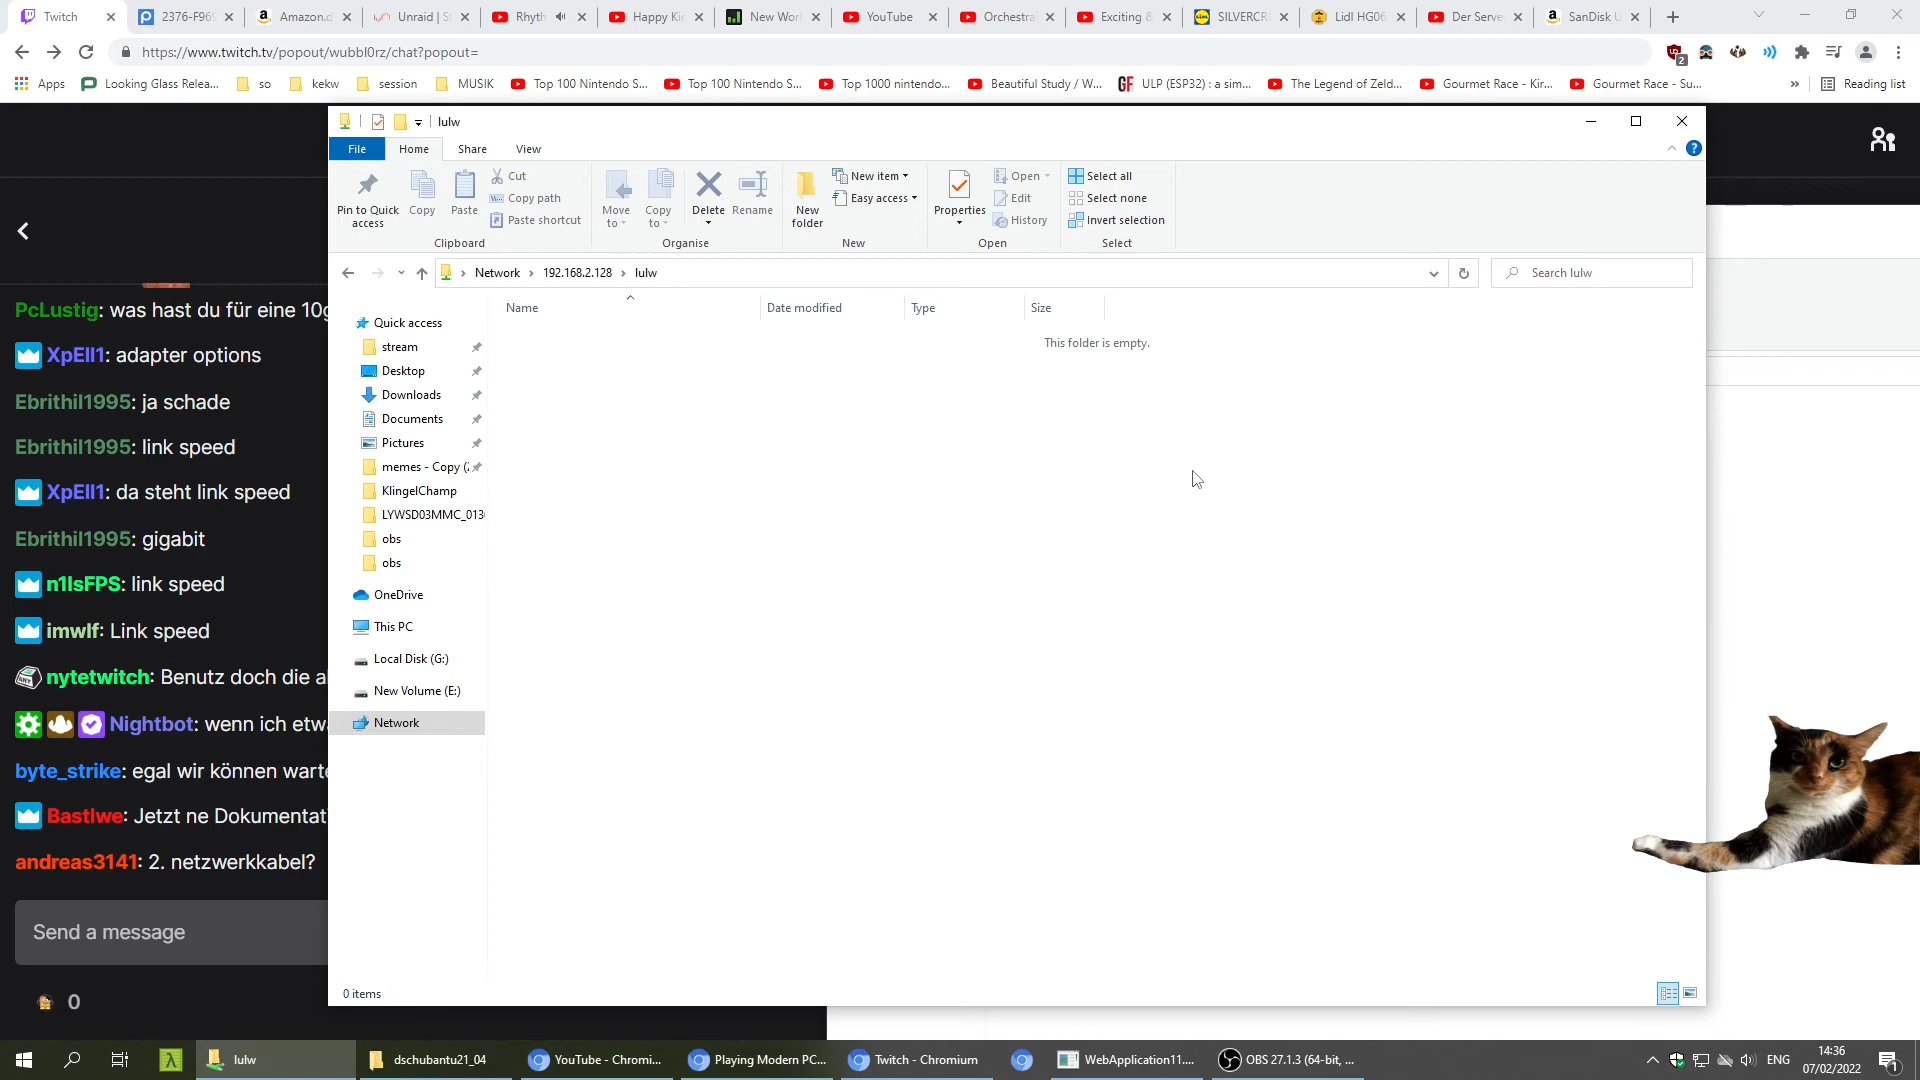 Twitch
2376-F969
Amazon.d
Unraid | S
Rhyth
Happy Ki
New Wor
YouTube
Orchestra
Exciting &
SILVERCR
Lidl HG06
Der Serve
SanDisk U
https://www.twitch.tv/popout/wubbl0rz/chat?popout=
2
Apps
Looking Glass Relea...
so
kekw
session
MUSIK
Top 100 Nintendo S...
Top 100 Nintendo S...
Top 1000 nintendo...
Beautiful Study / W...
GF ULP (ESP32) : a sim...
The Legend of Zeld...
Gourmet Race - Kir...
Gourmet Race - Su...
»
Reading list
lulw
File
Home
Share
View
Pin to Quick access
Copy
Paste
Cut
Copy path
Paste shortcut
Clipboard
Move to
Copy to
Delete
Rename
Organise
New folder
New item
Easy access
New
Properties
Open
Edit
History
Open
Select all
Select none
Invert selection
Select
Network > 192.168.2.128 > lulw
Search lulw
Name
Date modified
Type
Size
This folder is empty.
Quick access
stream
Desktop
Downloads
Documents
Pictures
memes - Copy (2
KlingelChamp
LYWSD03MMC_013
obs
obs
OneDrive
This PC
Local Disk (G:)
New Volume (E:)
Network
0 items
PcLustig: was hast du für eine 10g
XpEll1: adapter options
Ebrithil1995: ja schade
Ebrithil1995: link speed
XpEll1: da steht link speed
Ebrithil1995: gigabit
n1lsFPS: link speed
imwlf: Link speed
nytetwitch: Benutz doch die al
Nightbot: wenn ich etwa
byte_strike: egal wir können warte
Bastlwe: Jetzt ne Dokumentat
andreas3141: 2. netzwerkkabel?
Send a message
0
lulw
dschubantu21_04
YouTube - Chromi...
Playing Modern PC...
Twitch - Chromium
WebApplication11....
OBS 27.1.3 (64-bit, ...
ENG
14:36
07/02/2022
1